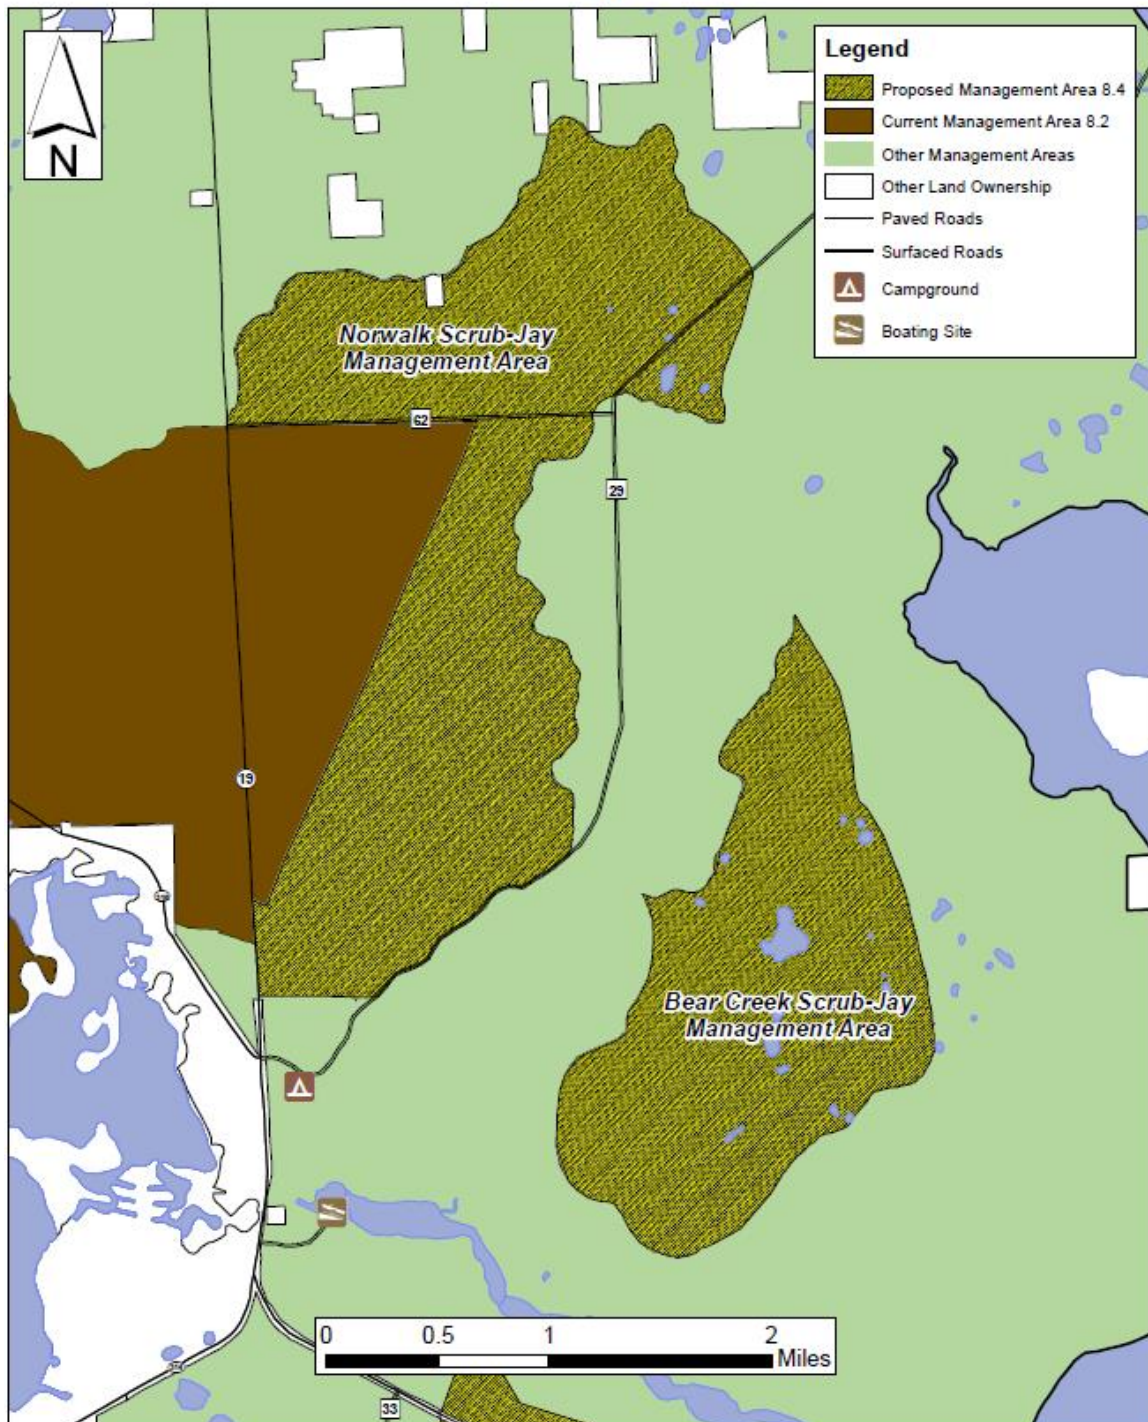 N
Legend
Proposed Management Area 8.4
Current Management Area 8.2
Other Management Areas
Other Land Ownership
Paved Roads
Surfaced Roads
Campground
Boating Site
Norwalk Scrub-Jay
Management Area
62
29
19
Bear Creek Scrub-Jay
Management Area
0 0.5 1 2
Miles
33